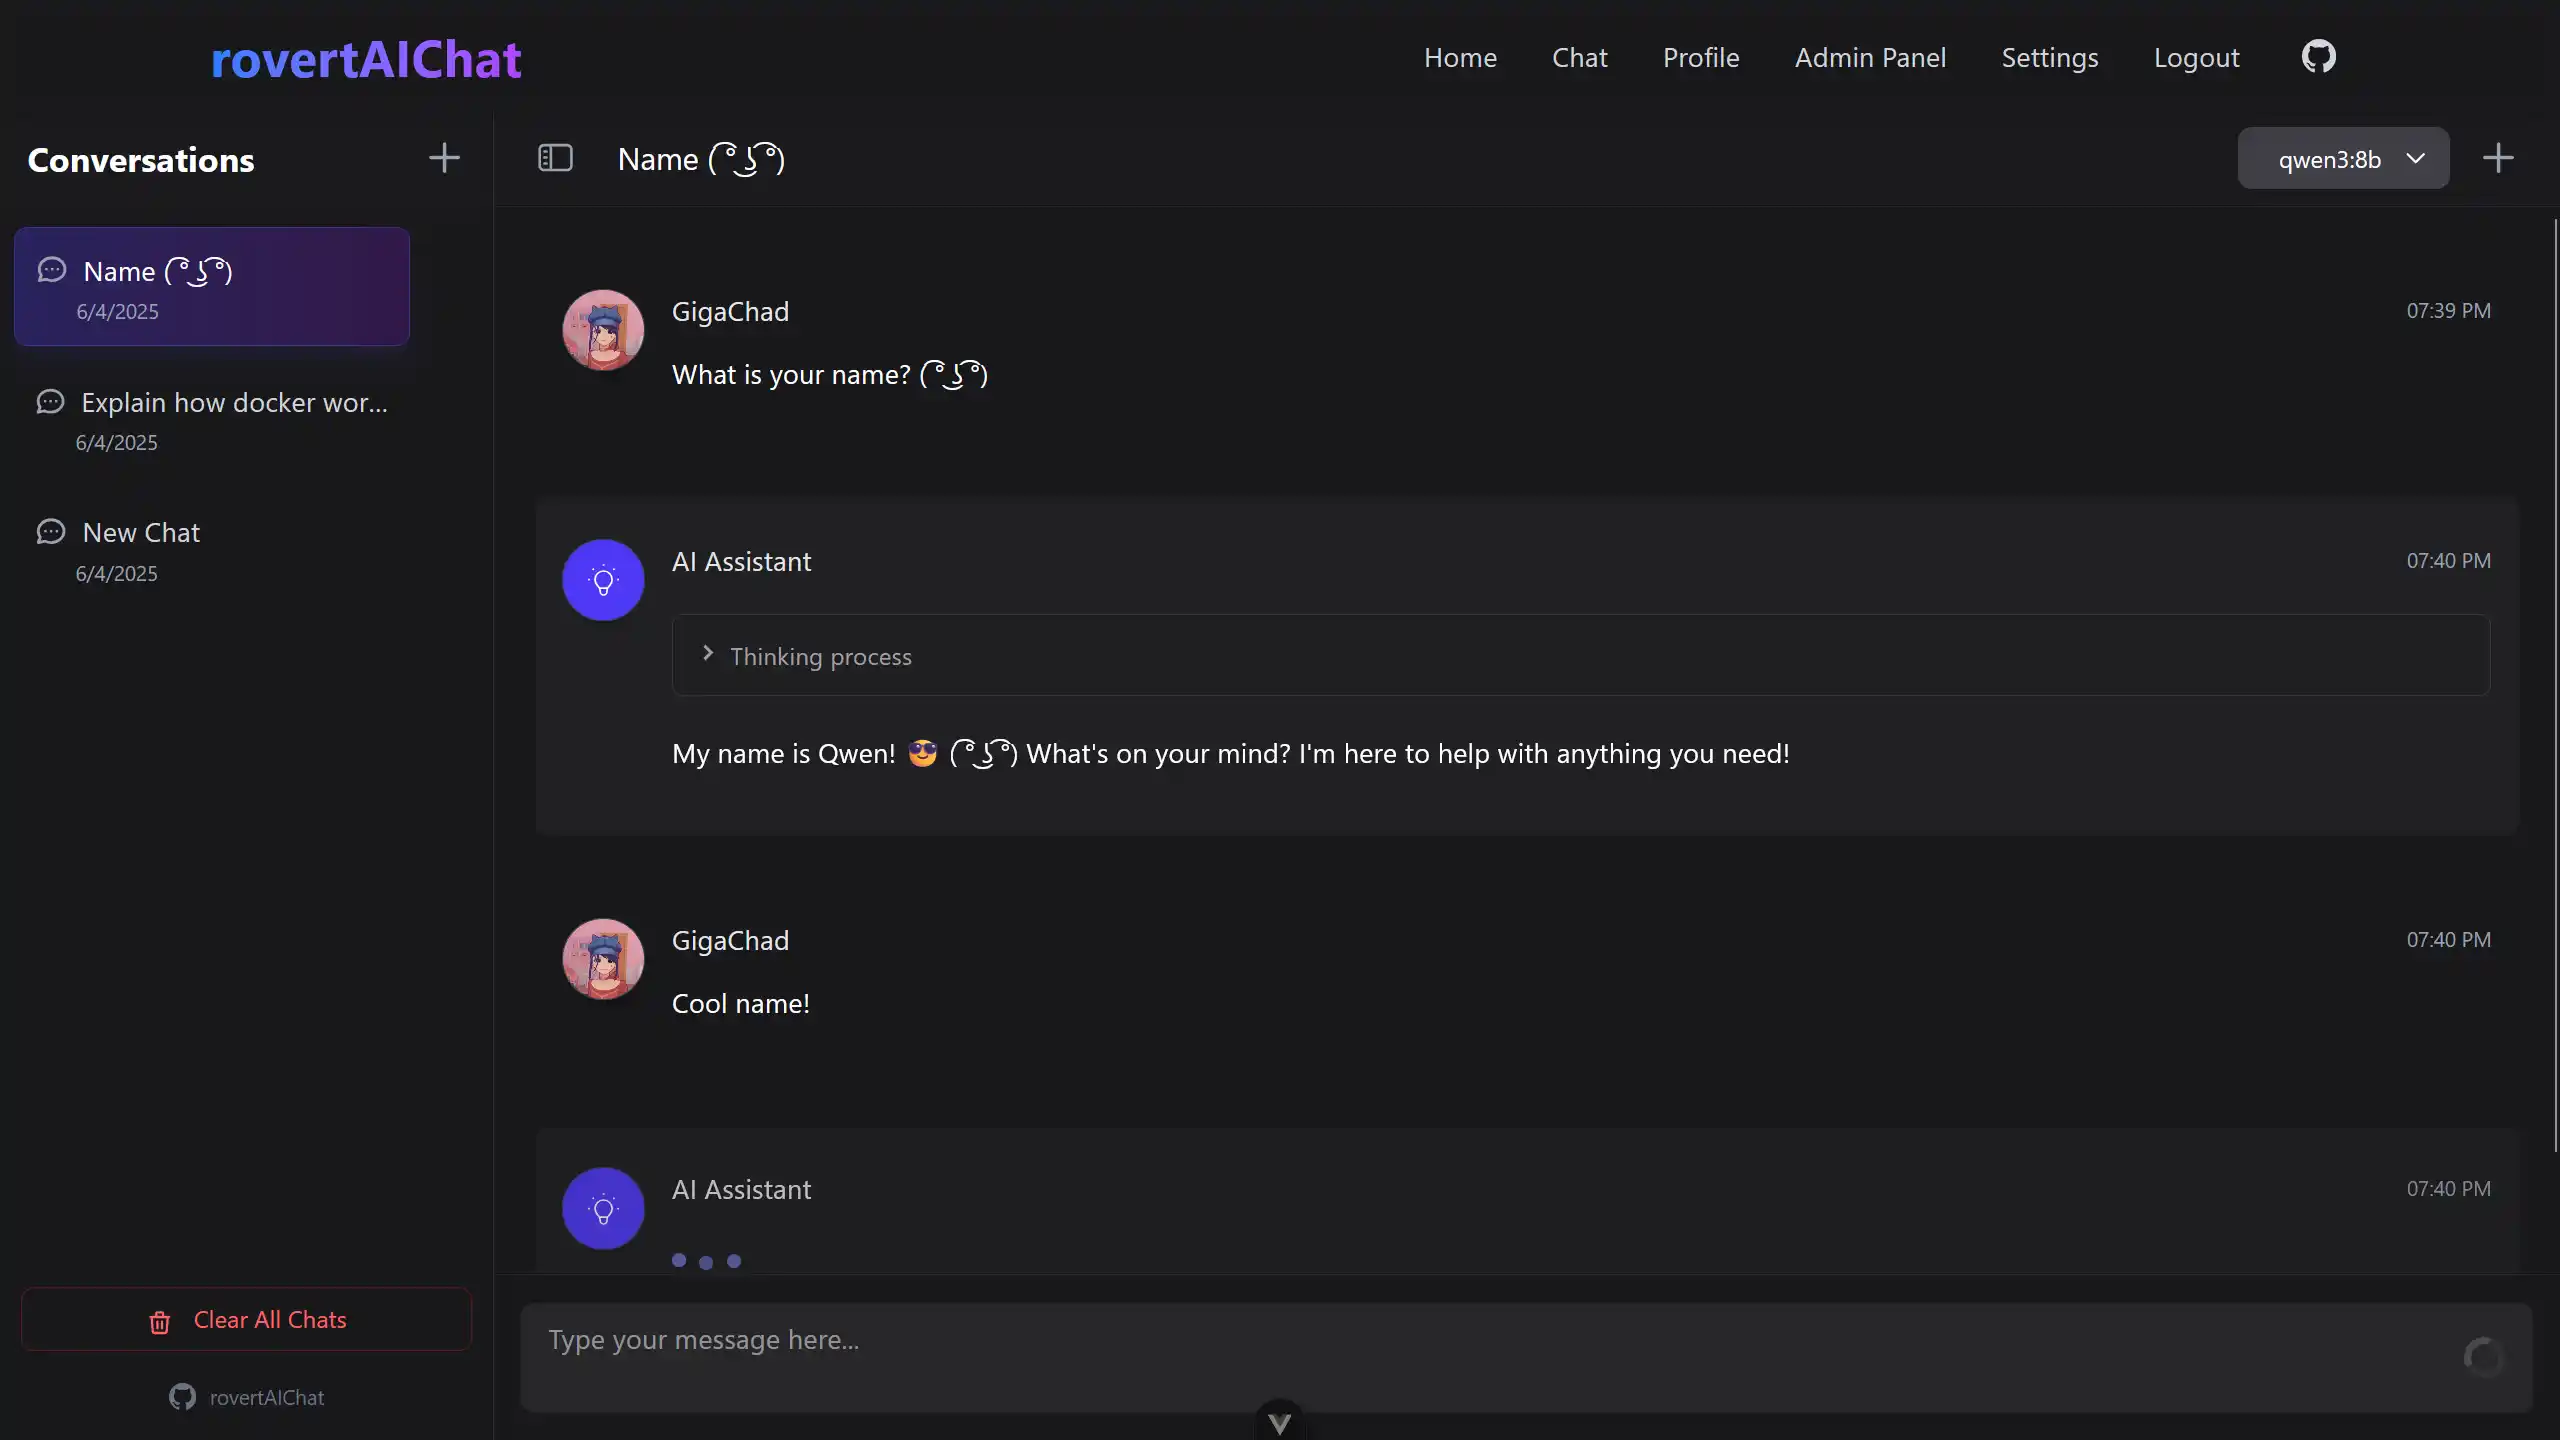 rovertAIChat
Home Chat Profile Admin Panel Settings Logout
Conversations
Name ( ͡° ͜ʖ ͡°)
6/4/2025
Explain how docker wor...
6/4/2025
New Chat
6/4/2025
Clear All Chats
rovertAIChat
Name ( ͡° ͜ʖ ͡°)
qwen3:8b
GigaChad
07:39 PM
What is your name? ( ͡° ͜ʖ ͡°)
AI Assistant
07:40 PM
Thinking process
My name is Qwen! 😎 ( ͡° ͜ʖ ͡°) What's on your mind? I'm here to help with anything you need!
GigaChad
07:40 PM
Cool name!
AI Assistant
07:40 PM
Type your message here...